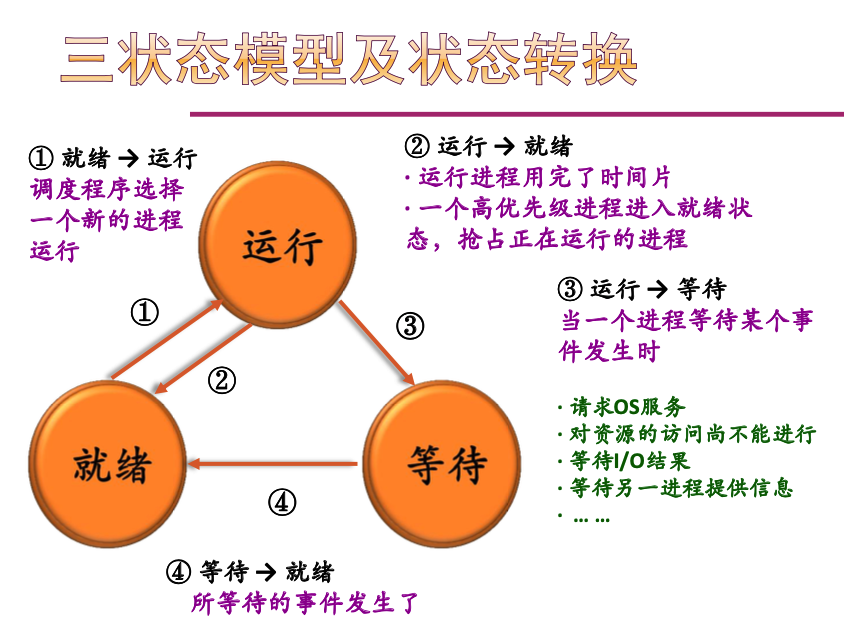 三状态模型及状态转换
① 就绪 → 运行
调度程序选择
一个新的进程
运行
② 运行 → 就绪
· 运行进程用完了时间片
· 一个高优先级进程进入就绪状
态，抢占正在运行的进程
③ 运行 → 等待
当一个进程等待某个事
件发生时
· 请求OS服务
· 对资源的访问尚不能进行
· 等待I/O结果
· 等待另一进程提供信息
· … …
运行
①
②
③
就绪
等待
④
④ 等待 → 就绪
所等待的事件发生了